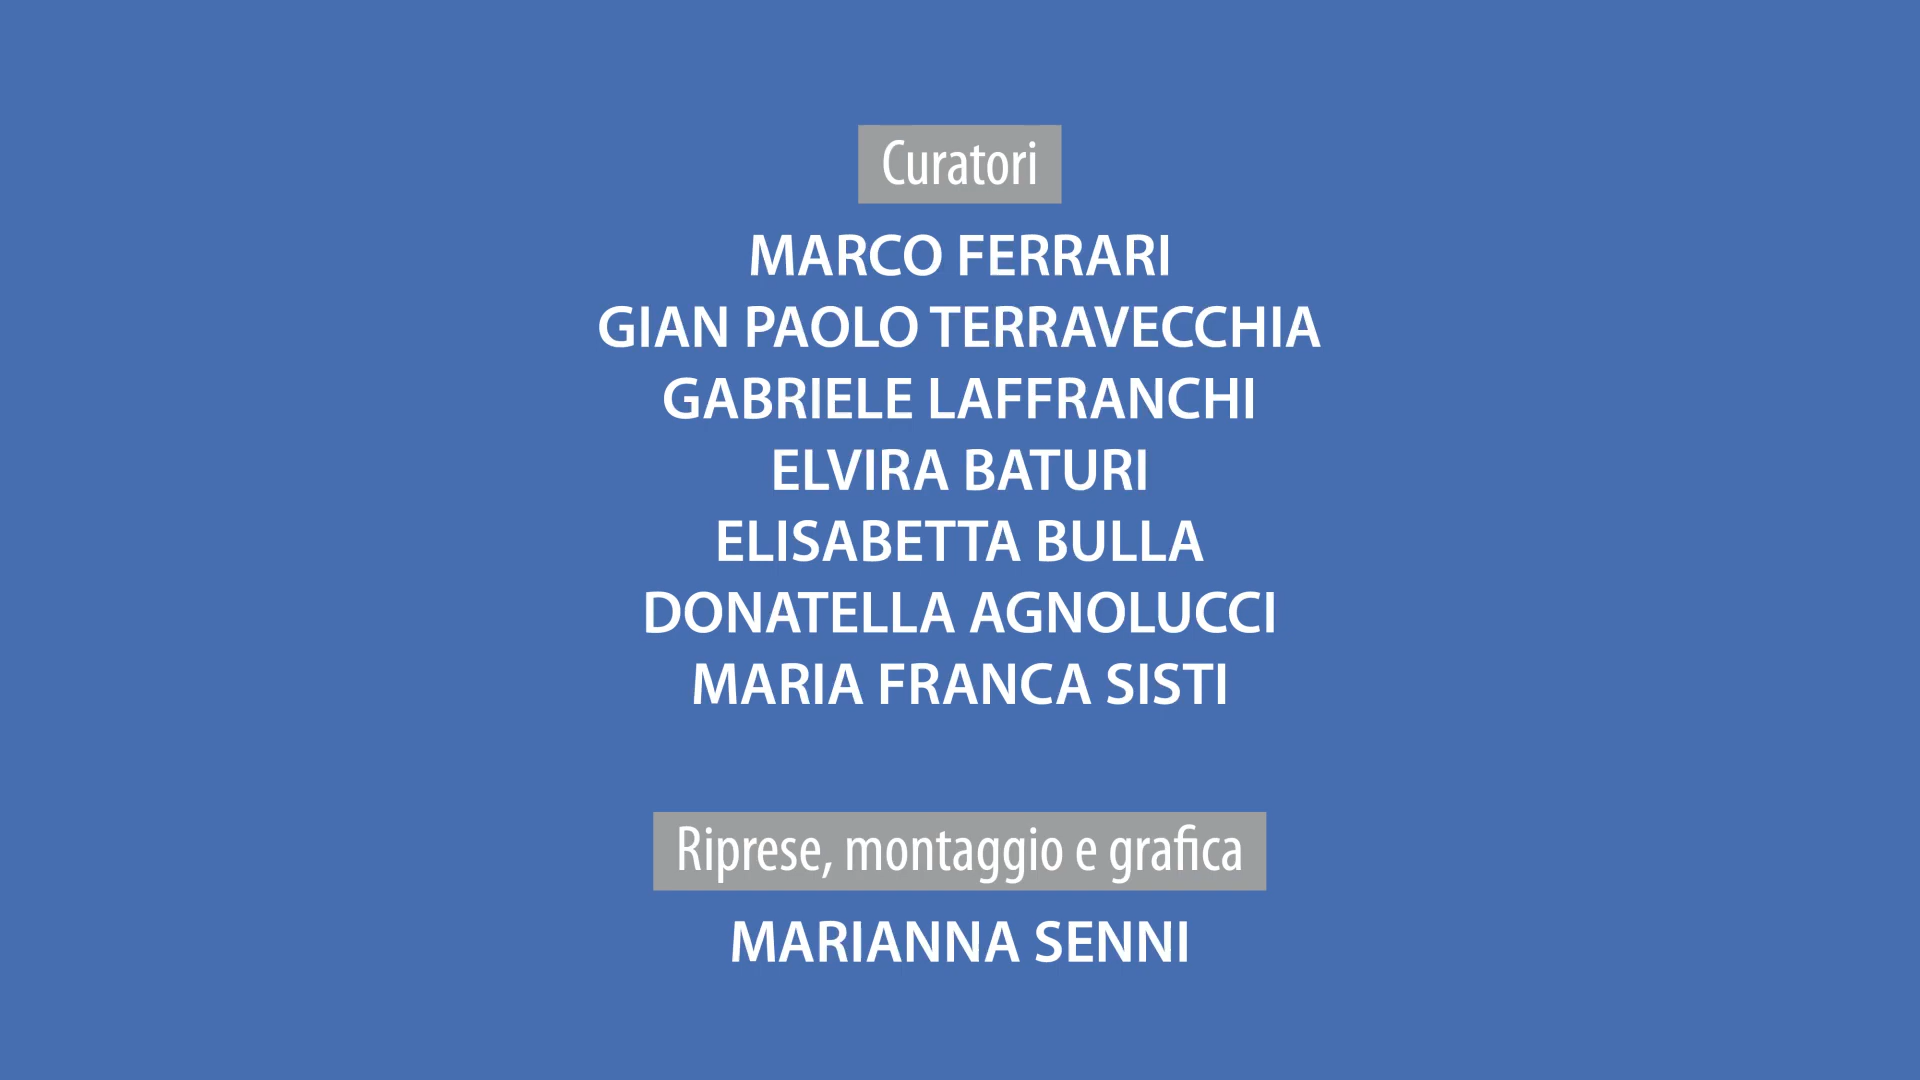 Curatori
MARCO FERRARI
GIAN PAOLO TERRAVECCHIA
GABRIELE LAFFRANCHI
ELVIRA BATURI
ELISABETTA BULLA
DONATELLA AGNOLUCCI
MARIA FRANCA SISTI
Riprese, montaggio e grafica
MARIANNA SENNI